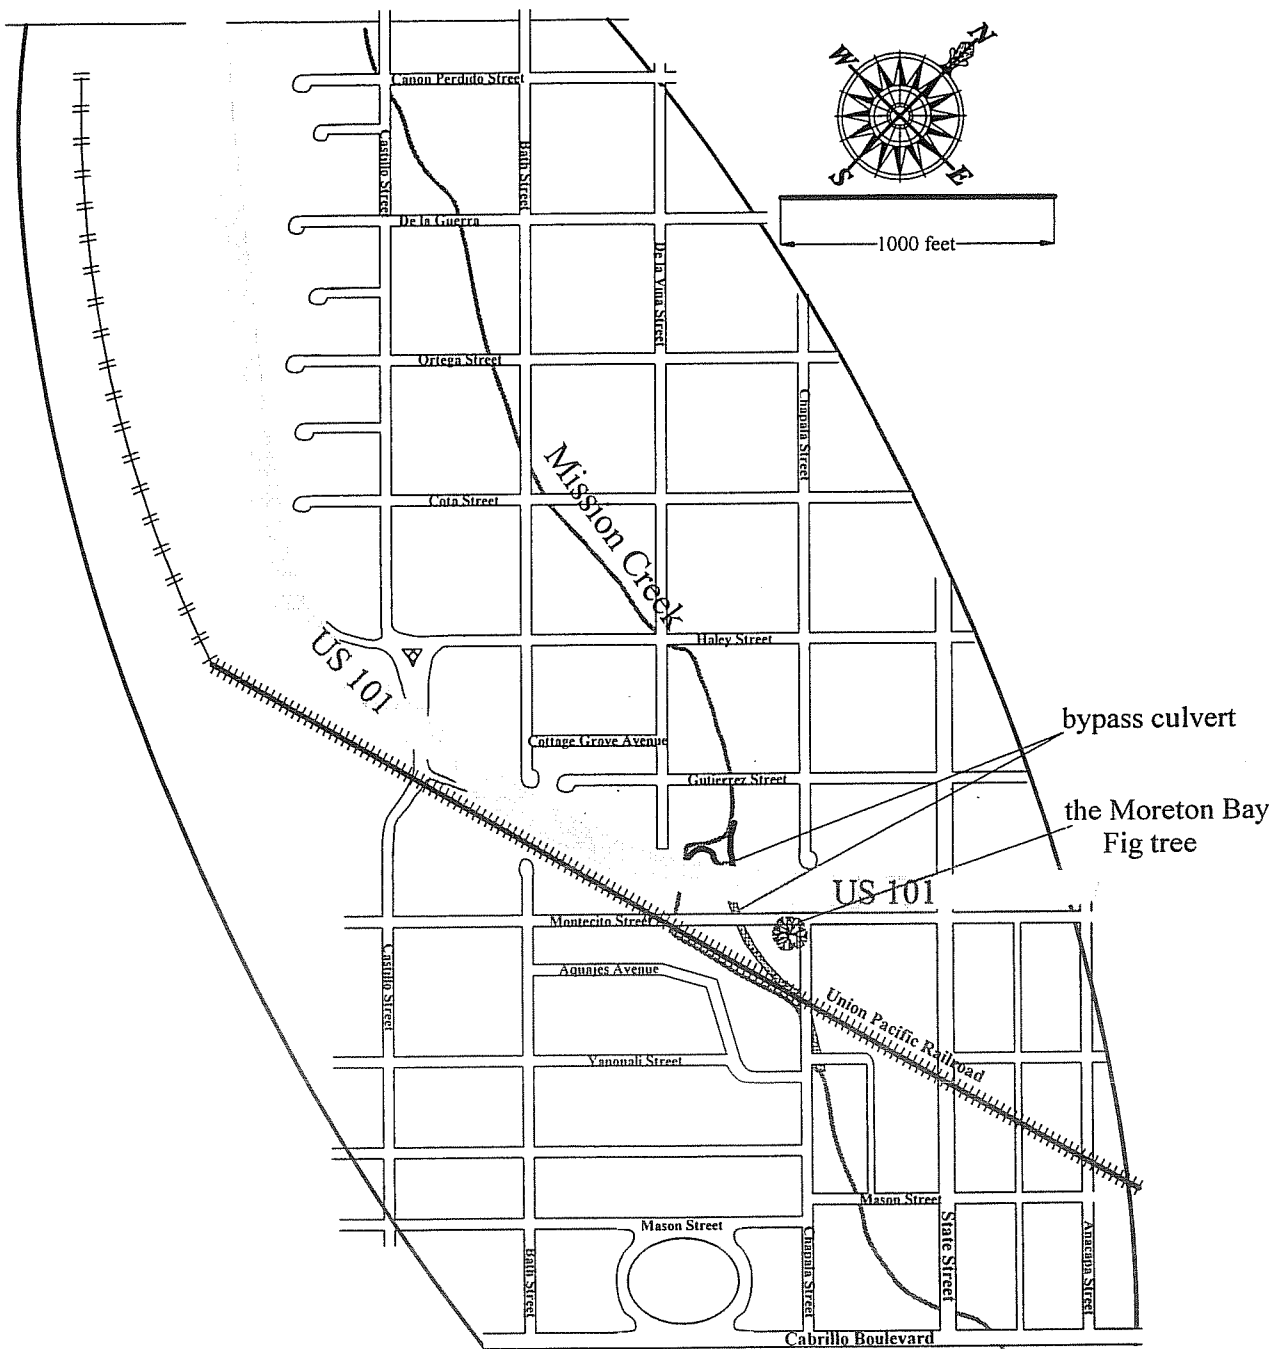 N
W
S
E
1000 feet
Canon Perdido Street
Castillo Street
Bath Street
De la Guerra
De La Vina Street
Ortega Street
Chapala Street
Cota Street
Mission Creek
Haley Street
US 101
Cottage Grove Avenue
Gutierrez Street
bypass culvert
the Moreton Bay
Fig tree
US 101
Montecito Street
Aquajes Avenue
Castillo Street
Union Pacific Railroad
Yanonali Street
Mason Street
Mason Street
Bath Street
Chapala Street
State Street
Anacapa Street
Cabrillo Boulevard